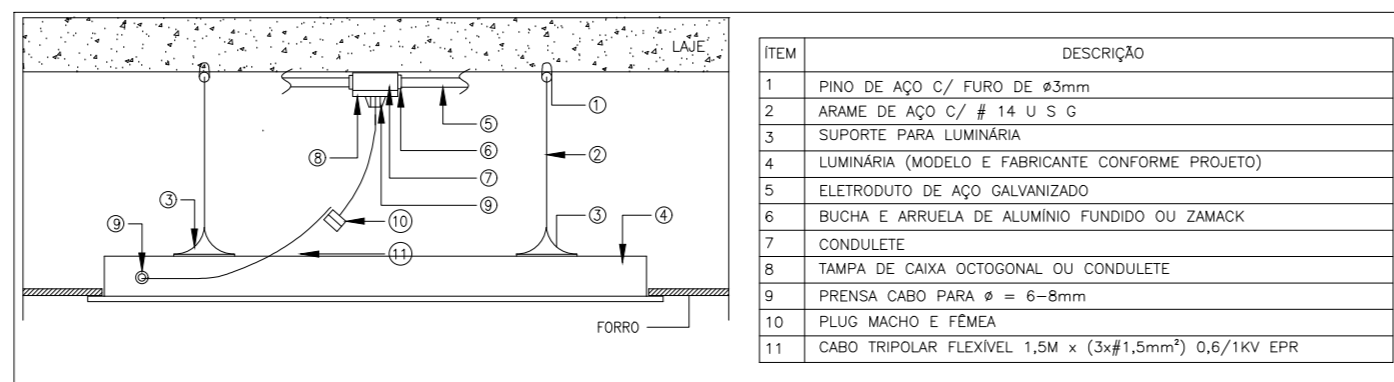 LAJE
①
⑤
⑥
②
⑧
⑦
③
⑨
③
④
⑨
⑩
⑪
FORRO
ÍTEM DESCRIÇÃO
1 PINO DE AÇO C/ FURO DE ø3mm
2 ARAME DE AÇO C/ # 14 U S G
3 SUPORTE PARA LUMINÁRIA
4 LUMINÁRIA (MODELO E FABRICANTE CONFORME PROJETO)
5 ELETRODUTO DE AÇO GALVANIZADO
6 BUCHA E ARRUELA DE ALUMÍNIO FUNDIDO OU ZAMACK
7 CONDULETE
8 TAMPA DE CAIXA OCTOGONAL OU CONDULETE
9 PRENSA CABO PARA ø = 6-8mm
10 PLUG MACHO E FÊMEA
11 CABO TRIPOLAR FLEXÍVEL 1,5M x (3x#1,5mm²) 0,6/1KV EPR